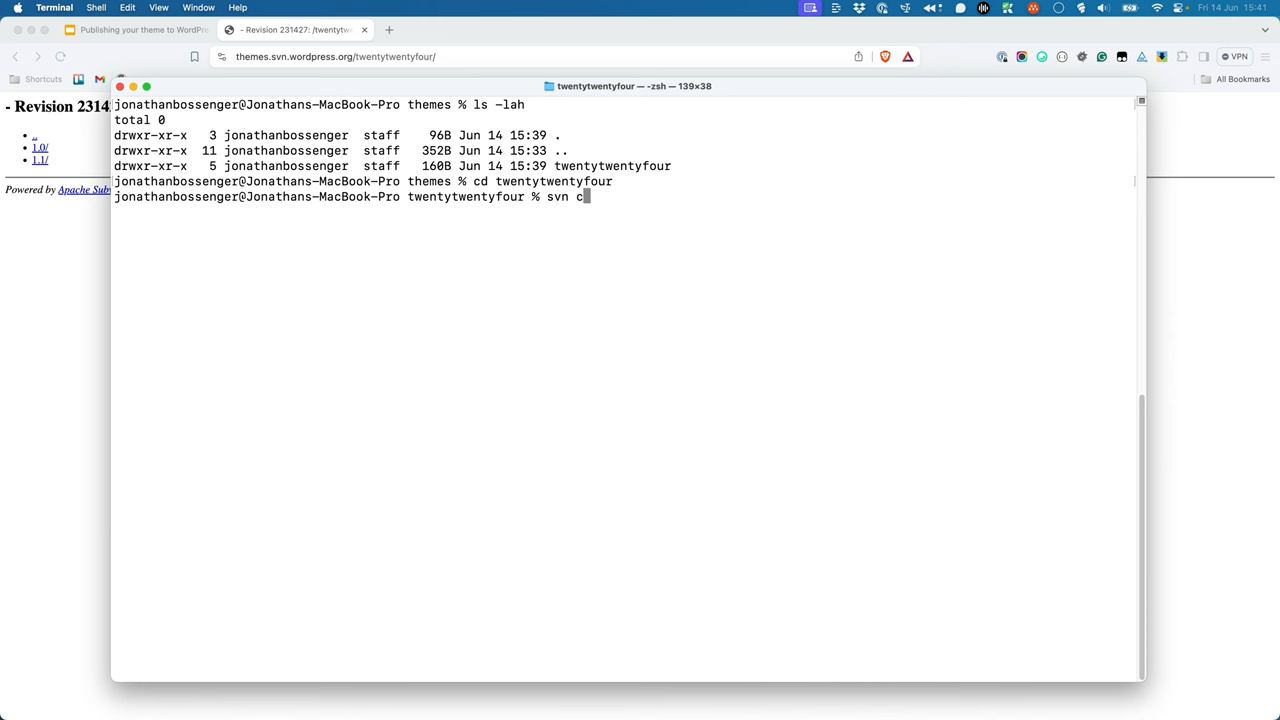 Terminal Shell Edit View Window Help Fri 14 Jun 15:41
Publishing your theme to WordPre
- Revision 231427: /twentytw
themes.svn.wordpress.org/twentytwentyfour/
VPN
Shortcuts
All Bookmarks
twentytwentyfour — -zsh — 139×38
- Revision 2314
..
1.0/
1.1/
Powered by Apache Subv
jonathanbossenger@Jonathans-MacBook-Pro themes % ls -lah
total 0
drwxr-xr-x 3 jonathanbossenger staff 96B Jun 14 15:39 .
drwxr-xr-x 11 jonathanbossenger staff 352B Jun 14 15:33 ..
drwxr-xr-x 5 jonathanbossenger staff 160B Jun 14 15:39 twentytwentyfour
jonathanbossenger@Jonathans-MacBook-Pro themes % cd twentytwentyfour
jonathanbossenger@Jonathans-MacBook-Pro twentytwentyfour % svn c